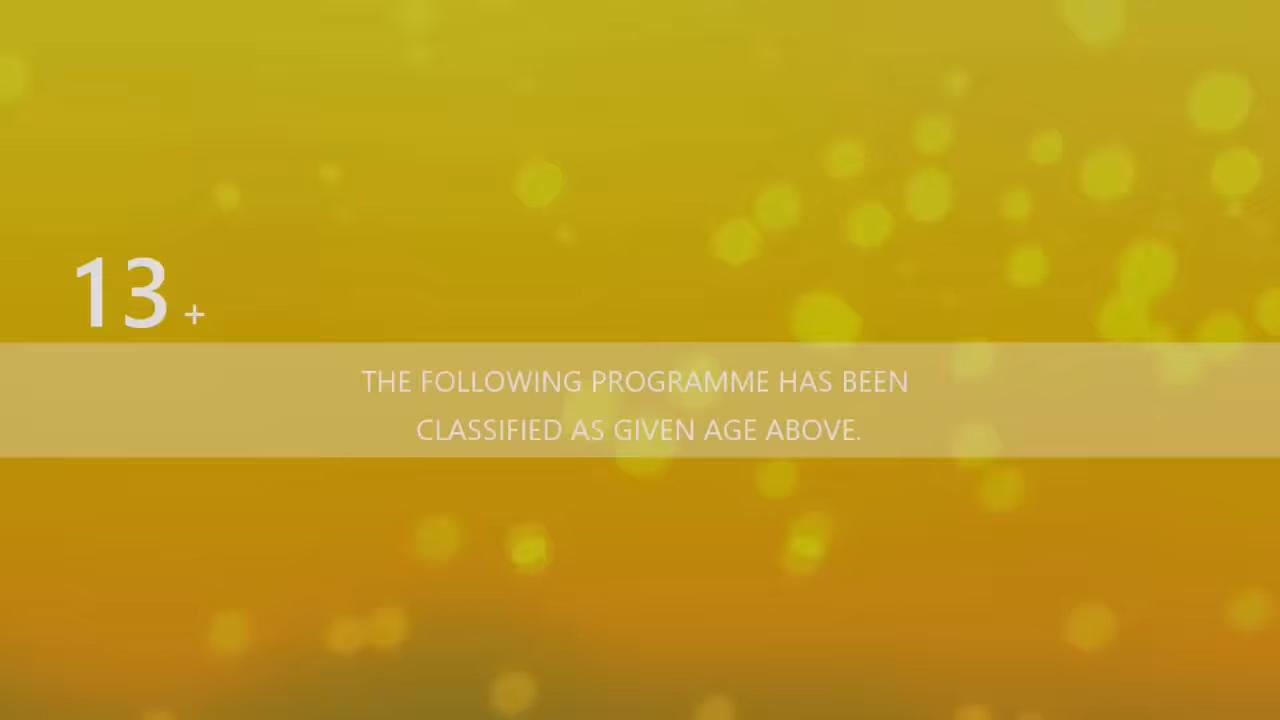 13 +
THE FOLLOWING PROGRAMME HAS BEEN
CLASSIFIED AS GIVEN AGE ABOVE.